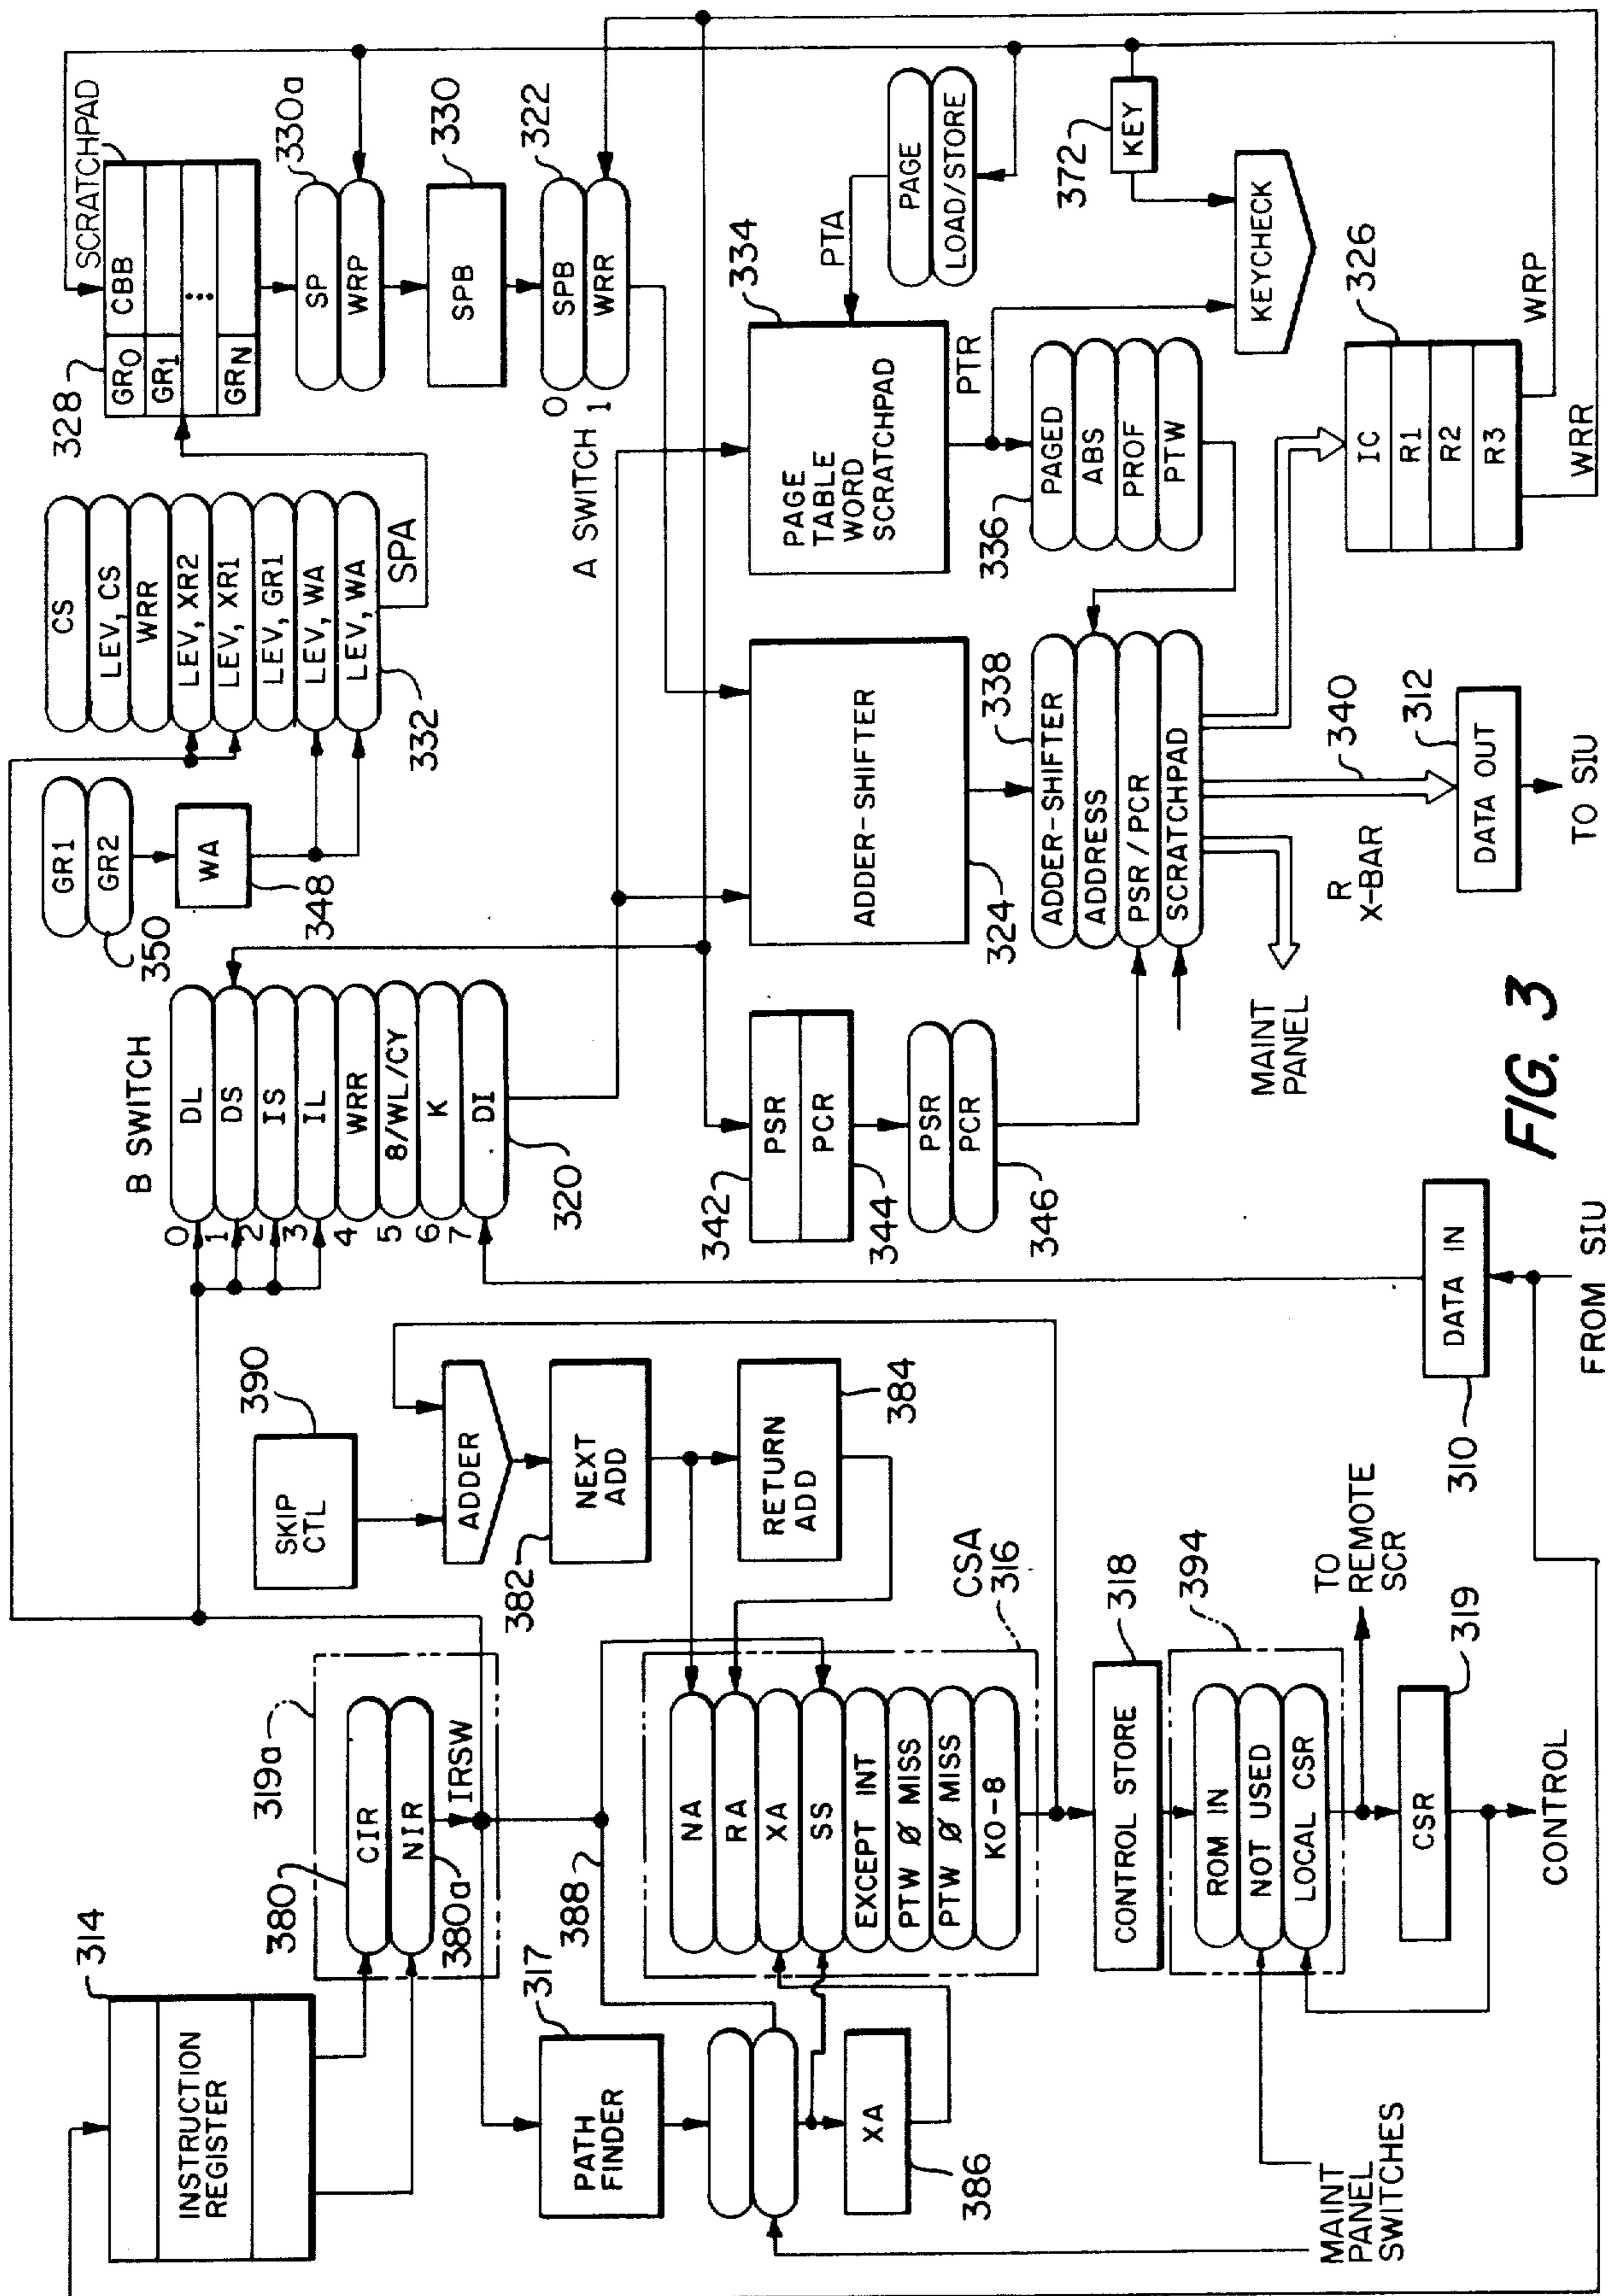 314
INSTRUCTION
REGISTER
319a
380
CIR
NIR
380a
IRSW
317
PATH
FINDER
388
XA
386
MAINT
PANEL
SWITCHES
390
SKIP
CTL
ADDER
382
NEXT
ADD
RETURN
ADD
384
CSA
316
NA
RA
XA
SS
EXCEPT INT
PTW Ø MISS
PTW Ø MISS
KO-8
CONTROL STORE
318
394
ROM IN
NOT USED
LOCAL CSR
TO
REMOTE
SCR
CSR
319
CONTROL
B SWITCH
0
1
2
3
4
5
6
7
DL
DS
IS
IL
WRR
8/WL/CY
K
DI
320
342
PSR
PCR
344
PSR
PCR
346
310
DATA IN
FROM SIU
GR1
GR2
350
WA
348
CS
LEV, CS
WRR
LEV, XR2
LEV, XR1
LEV, GR1
LEV, WA
LEV, WA
332
SPA
328
SCRATCHPAD
GR0
CBB
GR1
GRN
330a
SP
WRP
330
SPB
322
A SWITCH
0
1
SPB
WRR
ADDER-SHIFTER
324
338
ADDER-SHIFTER
ADDRESS
PSR/PCR
SCRATCHPAD
MAINT
PANEL
R
X-BAR
340
312
DATA OUT
TO SIU
334
PAGE
TABLE
WORD
SCRATCHPAD
PTA
PAGE
LOAD/STORE
PTR
336
PAGED
ABS
PROF
PTW
372
KEY
KEYCHECK
326
IC
R1
R2
R3
WRP
WRR
FIG. 3